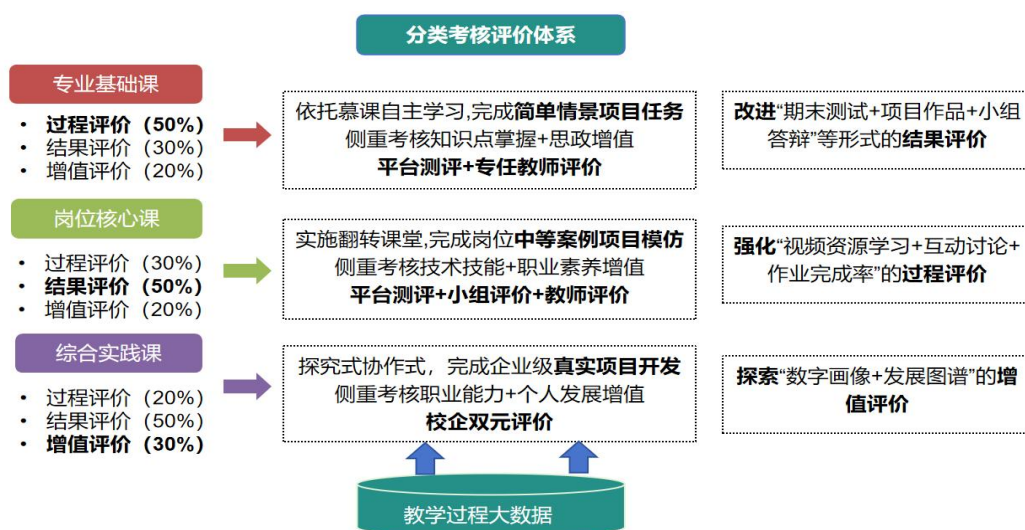 分类考核评价体系
专业基础课
• 过程评价（50%）
• 结果评价（30%）
• 增值评价（20%）
依托慕课自主学习,完成简单情景项目任务
侧重考核知识点掌握+思政增值
平台测评+专任教师评价
改进“期末测试+项目作品+小组
答辩”等形式的结果评价
岗位核心课
• 过程评价（30%）
• 结果评价（50%）
• 增值评价（20%）
实施翻转课堂,完成岗位中等案例项目模仿
侧重考核技术技能+职业素养增值
平台测评+小组评价+教师评价
强化“视频资源学习+互动讨论+
作业完成率”的过程评价
综合实践课
• 过程评价（20%）
• 结果评价（50%）
• 增值评价（30%）
探究式协作式，完成企业级真实项目开发
侧重考核职业能力+个人发展增值
校企双元评价
探索“数字画像+发展图谱”的增
值评价
教学过程大数据